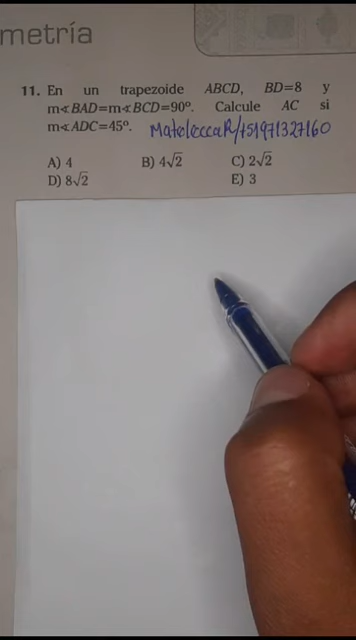 metría
11. En un trapezoide ABCD, BD=8 y
m∢BAD=m∢BCD=90°. Calcule AC si
m∢ADC=45°. MateleccaR/+51971327160
A) 4 B) 4√2 C) 2√2
D) 8√2 E) 3